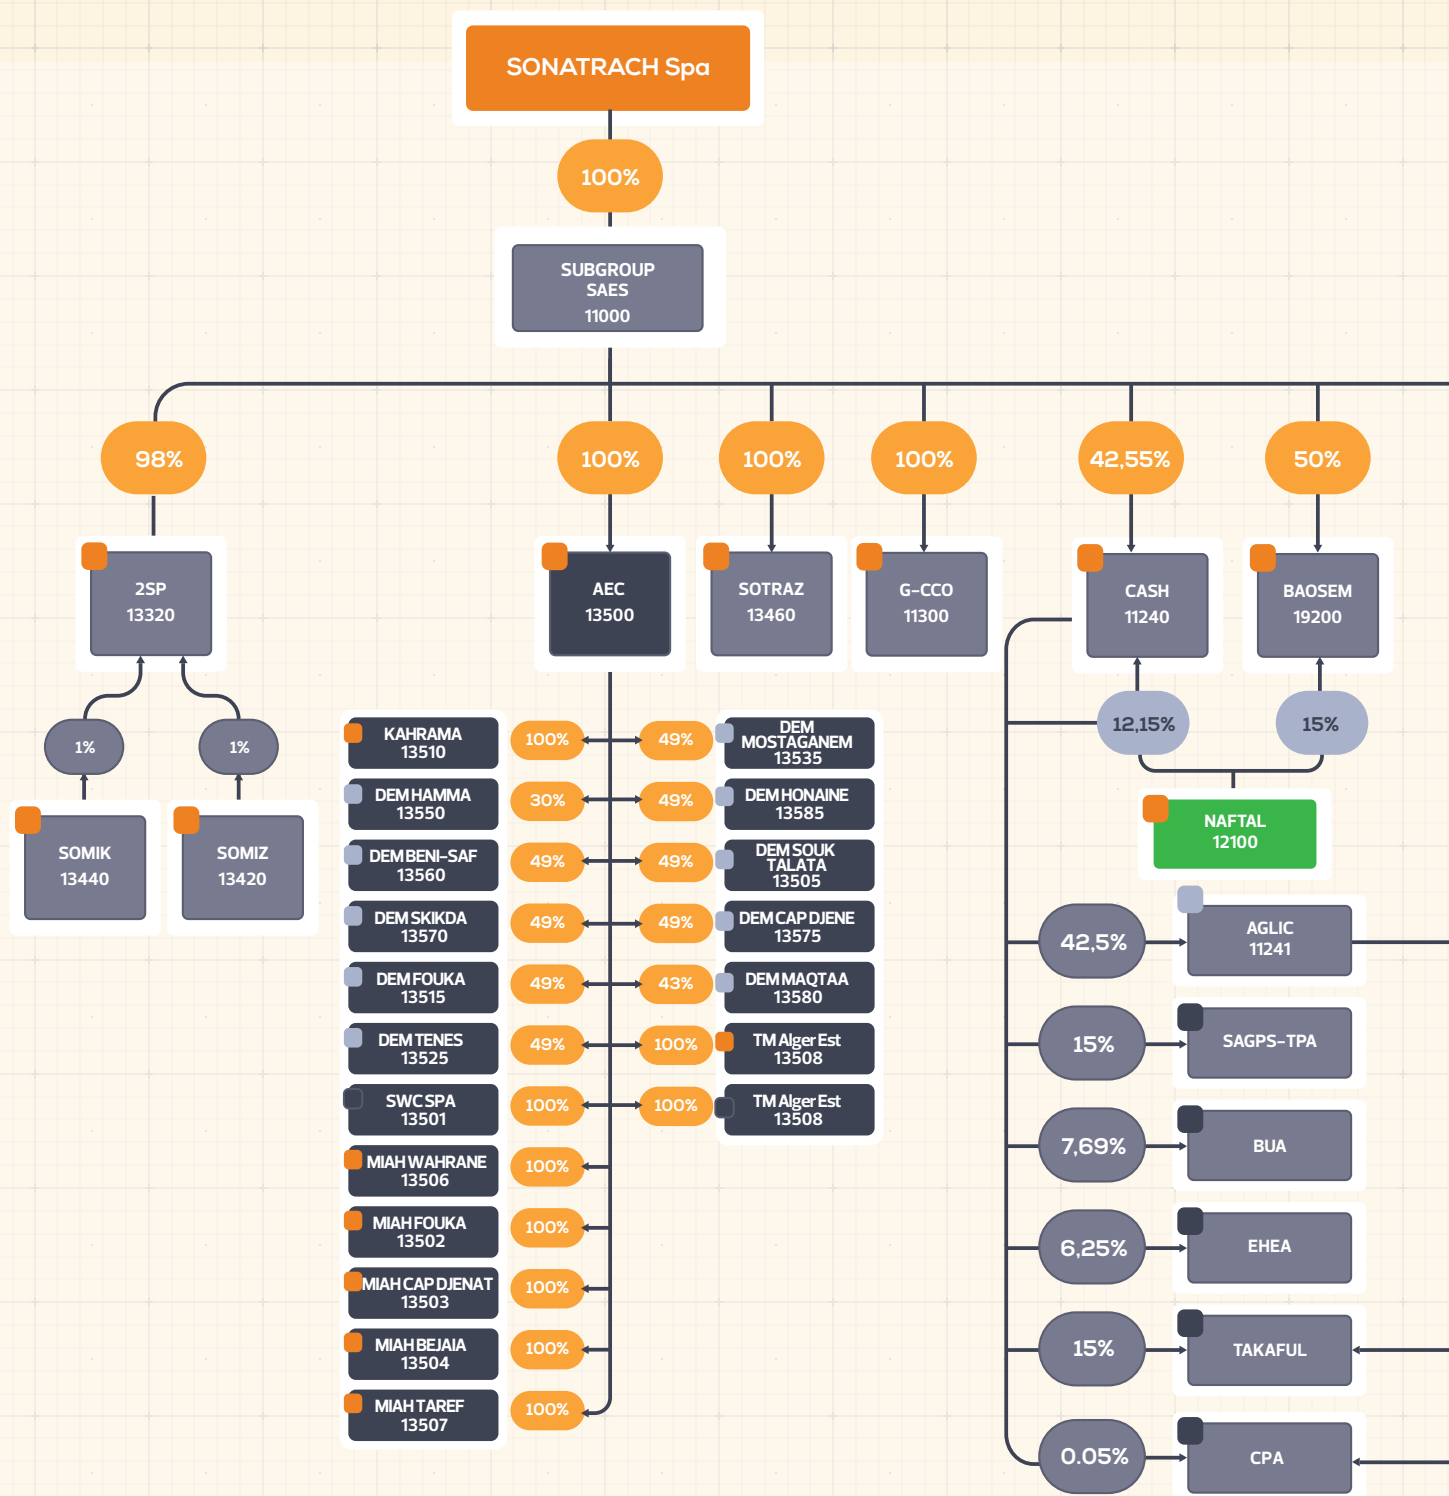 SONATRACH Spa
100%
SUBGROUP
SAES
11000
98%
100%
100%
100%
42,55%
50%
2SP
13320
AEC
13500
SOTRAZ
13460
G-CCO
11300
CASH
11240
BAOSEM
19200
1%
1%
12,15%
15%
SOMIK
13440
SOMIZ
13420
NAFTAL
12100
KAHRAMA
13510
100%
49%
DEM
MOSTAGANEM
13535
DEM HAMMA
13550
30%
49%
DEM HONAINE
13585
DEM BENI-SAF
13560
49%
49%
DEM SOUK
TALATA
13505
DEM SKIKDA
13570
49%
49%
DEM CAP DJENE
13575
DEM FOUKA
13515
49%
43%
DEM MAQTAA
13580
DEM TENES
13525
49%
100%
TM Alger Est
13508
SWC SPA
13501
100%
100%
TM Alger Est
13508
MIAH WAHRANE
13506
100%
MIAH FOUKA
13502
100%
MIAH CAP DJENAT
13503
100%
MIAH BEJAIA
13504
100%
MIAH TAREF
13507
100%
42,5%
AGLIC
11241
15%
SAGPS-TPA
7,69%
BUA
6,25%
EHEA
15%
TAKAFUL
0.05%
CPA